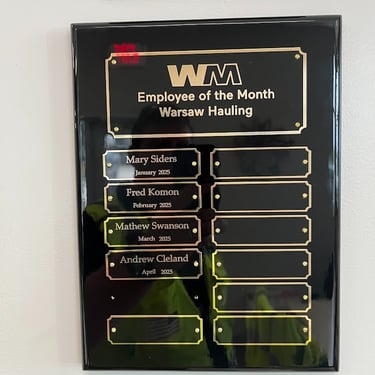 WM
Employee of the Month
Warsaw Hauling
Mary Siders
January 2025
Fred Komon
February 2025
Mathew Swanson
March 2025
Andrew Cleland
April 2025